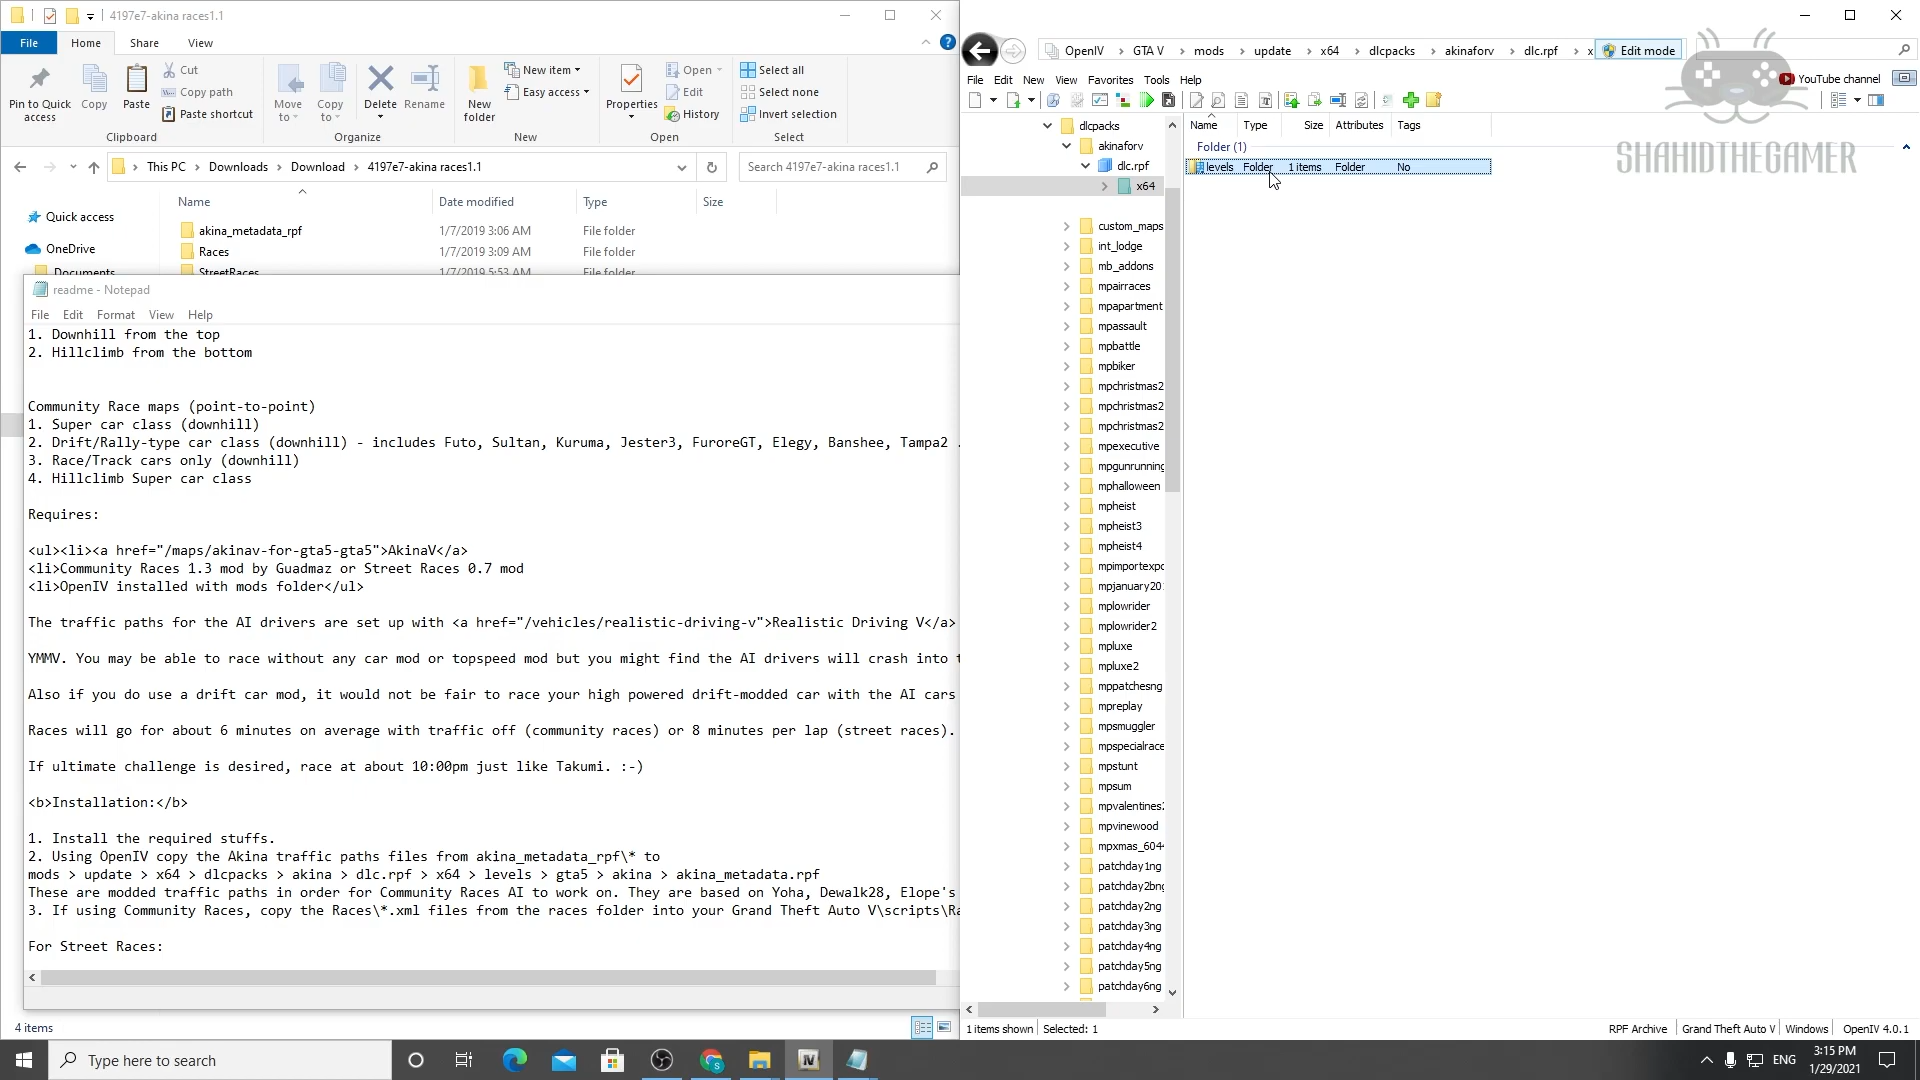 4197e7-akina races1.1
File Home Share View
Pin to Quick access
Copy
Paste
Cut
Copy path
Paste shortcut
Clipboard
Move to
Copy to
Delete
Rename
Organize
New folder
New item
Easy access
New
Properties
Open
Edit
History
Open
Select all
Select none
Invert selection
Select
This PC > Downloads > Download > 4197e7-akina races1.1
Search 4197e7-akina races1.1
Name Date modified Type Size
Quick access
OneDrive
Documents
akina_metadata_rpf 1/7/2019 3:06 AM File folder
Races 1/7/2019 3:09 AM File folder
StreetRaces 1/7/2019 5:53 AM File folder
readme - Notepad
File Edit Format View Help
1. Downhill from the top
2. Hillclimb from the bottom
Community Race maps (point-to-point)
1. Super car class (downhill)
2. Drift/Rally-type car class (downhill) - includes Futo, Sultan, Kuruma, Jester3, FuroreGT, Elegy, Banshee, Tampa2 .
3. Race/Track cars only (downhill)
4. Hillclimb Super car class
Requires:
<ul><li><a href="/maps/akinav-for-gta5-gta5">AkinaV</a>
<li>Community Races 1.3 mod by Guadmaz or Street Races 0.7 mod
<li>OpenIV installed with mods folder</ul>
The traffic paths for the AI drivers are set up with <a href="/vehicles/realistic-driving-v">Realistic Driving V</a>
YMMV. You may be able to race without any car mod or topspeed mod but you might find the AI drivers will crash into t
Also if you do use a drift car mod, it would not be fair to race your high powered drift-modded car with the AI cars
Races will go for about 6 minutes on average with traffic off (community races) or 8 minutes per lap (street races).
If ultimate challenge is desired, race at about 10:00pm just like Takumi. :-)
<b>Installation:</b>
1. Install the required stuffs.
2. Using OpenIV copy the Akina traffic paths files from akina_metadata_rpf\* to
mods > update > x64 > dlcpacks > akina > dlc.rpf > x64 > levels > gta5 > akina > akina_metadata.rpf
These are modded traffic paths in order for Community Races AI to work on. They are based on Yoha, Dewalk28, Elope's
3. If using Community Races, copy the Races\*.xml files from the races folder into your Grand Theft Auto V\scripts\Ra
For Street Races:
4 items
OpenIV > GTA V > mods > update > x64 > dlcpacks > akinaforv > dlc.rpf > x
Edit mode
File Edit New View Favorites Tools Help
YouTube channel
SHAHIDTHEGAMER
dlcpacks
akinaforv
dlc.rpf
x64
custom_maps
int_lodge
mb_addons
mpairraces
mpapartment
mpassault
mpbattle
mpbiker
mpchristmas2
mpchristmas2
mpchristmas2
mpexecutive
mpgunrunning
mphalloween
mpheist
mpheist3
mpheist4
mpimportexpo
mpjanuary20
mplowrider
mplowrider2
mpluxe
mpluxe2
mppatchesng
mpreplay
mpsmuggler
mpspecialrace
mpstunt
mpsum
mpvalentines2
mpvinewood
mpxmas_604
patchday1ng
patchday2bng
patchday2ng
patchday3ng
patchday4ng
patchday5ng
patchday6ng
Name Type Size Attributes Tags
Folder (1)
levels Folder 1 items Folder No
1 items shown Selected: 1
RPF Archive Grand Theft Auto V Windows OpenIV 4.0.1
Type here to search
ENG
3:15 PM
1/29/2021